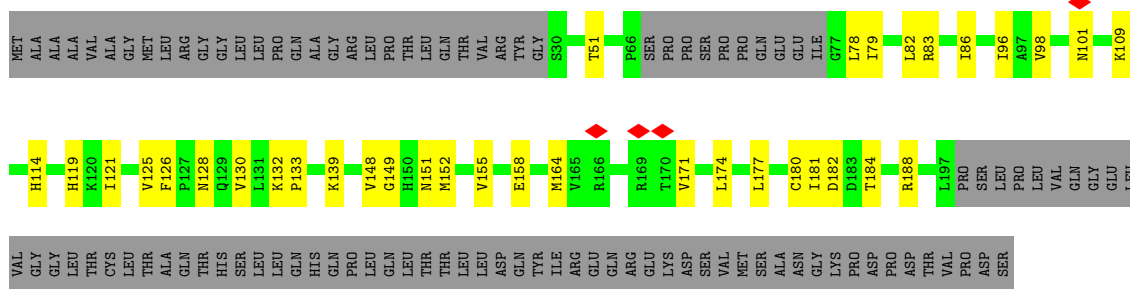 MET ALA ALA ALA VAL ALA GLY MET LEU ARG GLY GLY LEU LEU PRO GLN ALA GLY ARG LEU PRO THR LEU GLN THR VAL ARG TYR GLY S30 T51 P66 SER PRO PRO SER PRO PRO GLN GLU GLU ILE G77 L78 I79 L82 R83 I86 I96 A97 V98 N101 K109
H114 H119 K120 I121 V125 F126 P127 N128 Q129 V130 L131 K132 P133 K139 V148 G149 H150 N151 M152 V155 E158 M164 V165 R166 R169 T170 V171 L174 L177 C180 I181 D182 D183 T184 R188 L197 PRO SER LEU PRO LEU VAL GLN GLY GLU LEU
VAL GLY GLY LEU THR CYS LEU THR ALA GLN THR HIS SER LEU LEU GLN HIS GLN PRO LEU GLN LEU THR THR LEU LEU ASP GLN TYR ILE ARG GLU GLN ARG GLU LYS ASP SER VAL MET SER ALA ASN GLY LYS PRO ASP PRO ASP THR VAL PRO ASP SER